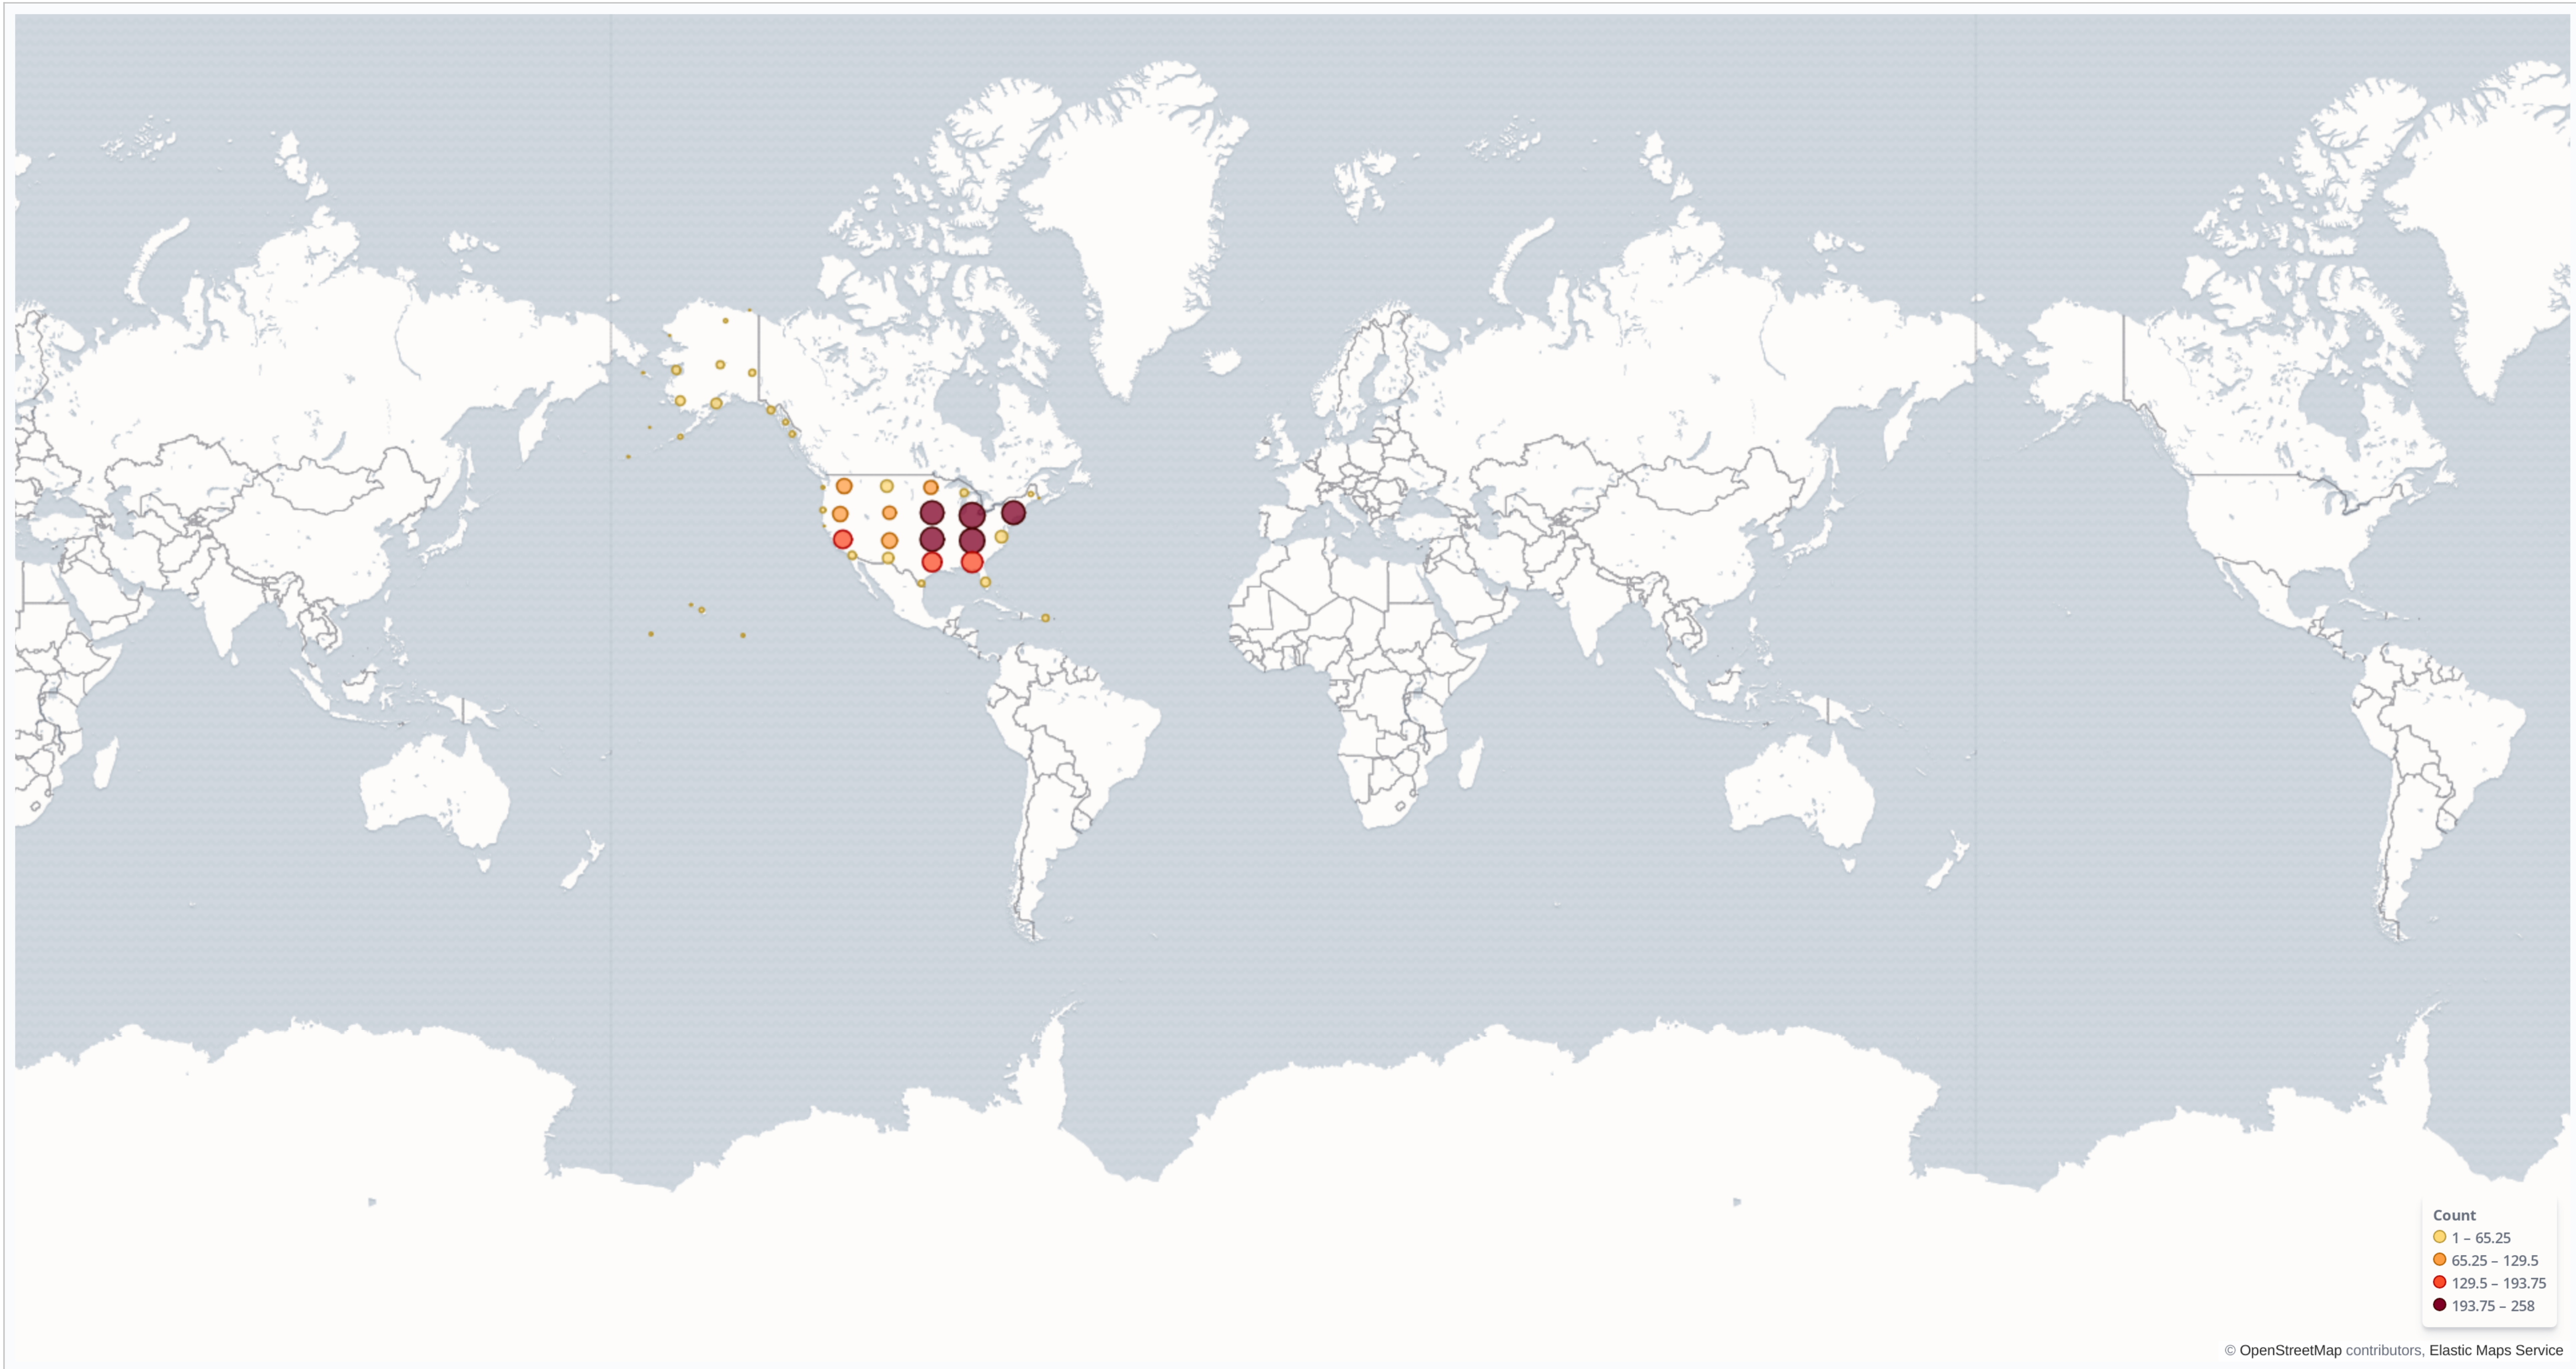 Count
1 – 65.25
65.25 – 129.5
129.5 – 193.75
193.75 – 258
© OpenStreetMap contributors, Elastic Maps Service